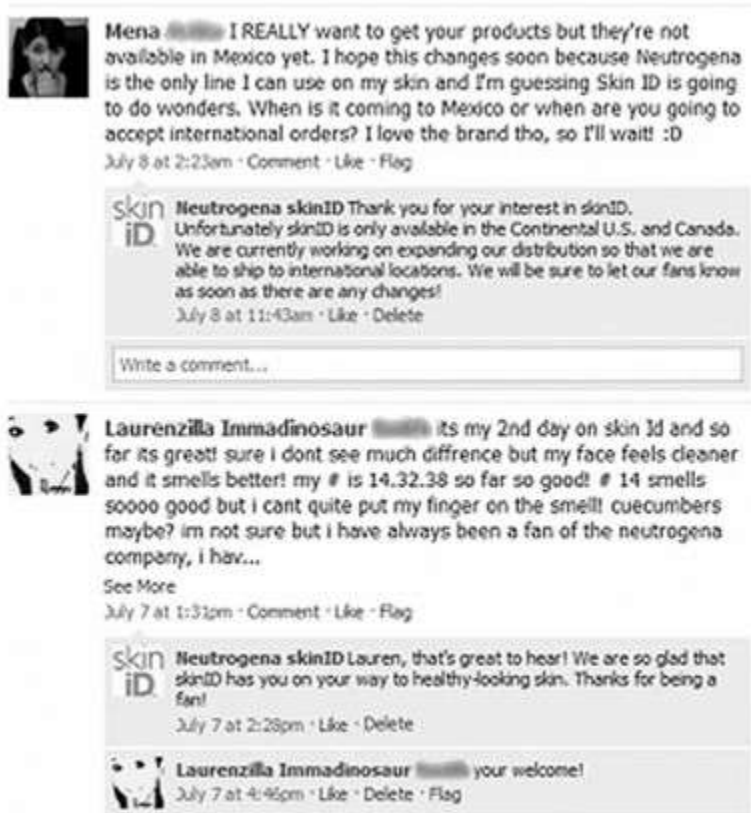 Mena I REALLY want to get your products but they're not
available in Mexico yet. I hope this changes soon because Neutrogena
is the only line I can use on my skin and I'm guessing Skin ID is going
to do wonders. When is it coming to Mexico or when are you going to
accept international orders? I love the brand tho, so I'll wait! :D
July 8 at 2:23am · Comment · Like · Flag
skin
iD
Neutrogena skinID Thank you for your interest in skinID.
Unfortunately skinID is only available in the Continental U.S. and Canada.
We are currently working on expanding our distribution so that we are
able to ship to international locations. We will be sure to let our fans know
as soon as there are any changes!
July 8 at 11:43am · Like · Delete
Write a comment...
Laurenzilla Immadinosaur its my 2nd day on skin Id and so
far its great! sure i dont see much diffrence but my face feels cleaner
and it smells better! my # is 14.32.38 so far so good! # 14 smells
soooo good but i cant quite put my finger on the smell! cuecumbers
maybe? im not sure but i have always been a fan of the neutrogena
company, i hav...
See More
July 7 at 1:31pm · Comment · Like · Flag
skin
iD
Neutrogena skinID Lauren, that's great to hear! We are so glad that
skinID has you on your way to healthy-looking skin. Thanks for being a
fan!
July 7 at 2:28pm · Like · Delete
Laurenzilla Immadinosaur your welcome!
July 7 at 4:46pm · Like · Delete · Flag